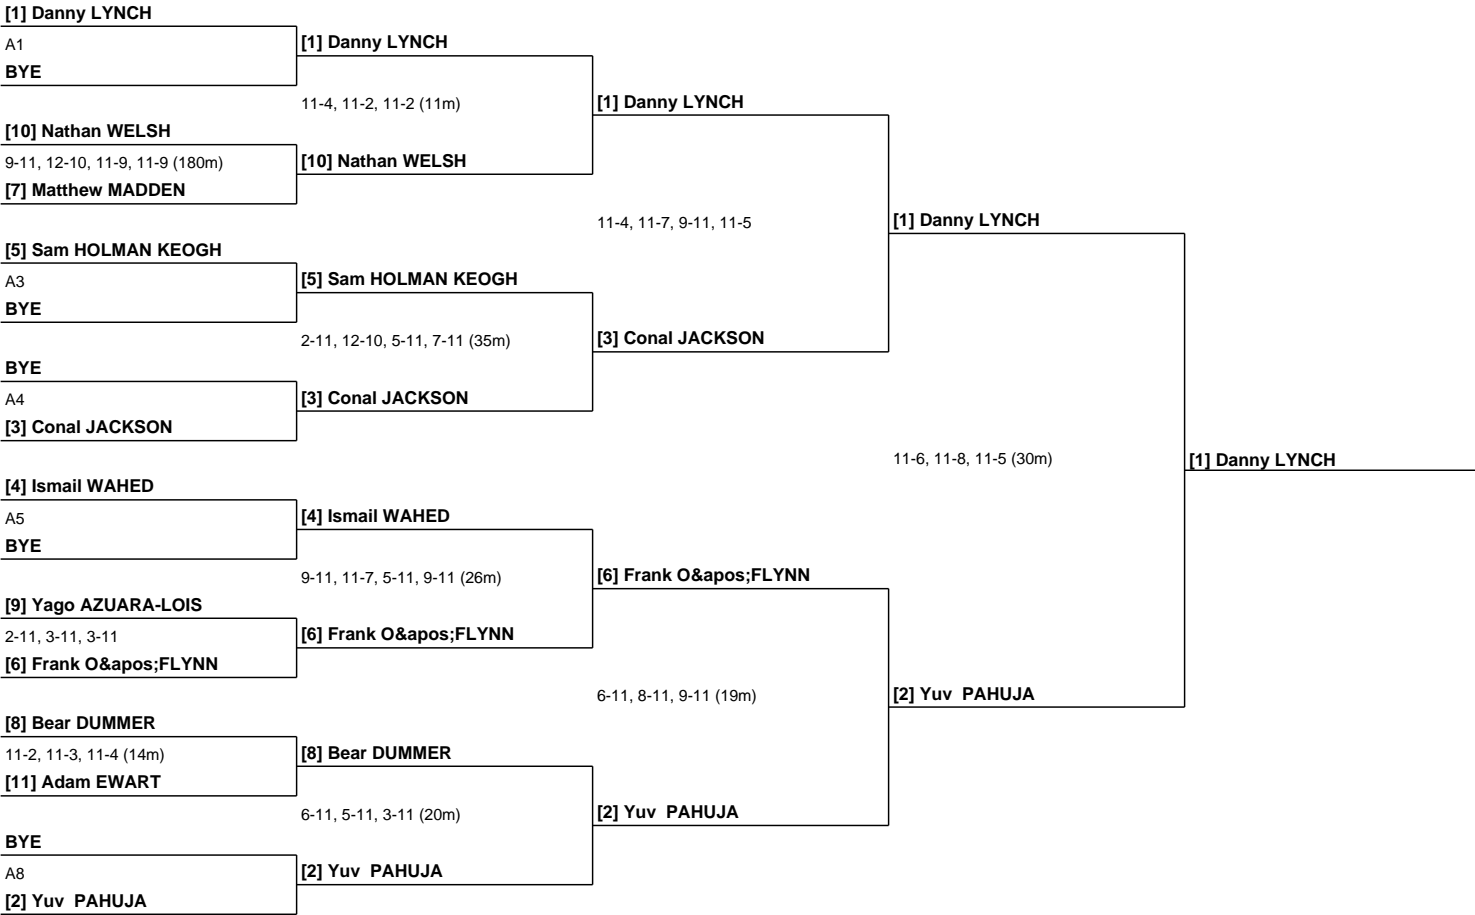 [1] Danny LYNCH
A1
BYE
[10] Nathan WELSH
9-11, 12-10, 11-9, 11-9 (180m)
[7] Matthew MADDEN
[5] Sam HOLMAN KEOGH
A3
BYE
BYE
A4
[3] Conal JACKSON
[4] Ismail WAHED
A5
BYE
[9] Yago AZUARA-LOIS
2-11, 3-11, 3-11
[6] Frank O&apos;FLYNN
[8] Bear DUMMER
11-2, 11-3, 11-4 (14m)
[11] Adam EWART
BYE
A8
[2] Yuv  PAHUJA
[1] Danny LYNCH
11-4, 11-2, 11-2 (11m)
[10] Nathan WELSH
[5] Sam HOLMAN KEOGH
2-11, 12-10, 5-11, 7-11 (35m)
[3] Conal JACKSON
[4] Ismail WAHED
9-11, 11-7, 5-11, 9-11 (26m)
[6] Frank O&apos;FLYNN
[8] Bear DUMMER
6-11, 5-11, 3-11 (20m)
[2] Yuv  PAHUJA
[1] Danny LYNCH
11-4, 11-7, 9-11, 11-5
[3] Conal JACKSON
[6] Frank O&apos;FLYNN
6-11, 8-11, 9-11 (19m)
[2] Yuv  PAHUJA
[1] Danny LYNCH
11-6, 11-8, 11-5 (30m)
[2] Yuv  PAHUJA
[1] Danny LYNCH